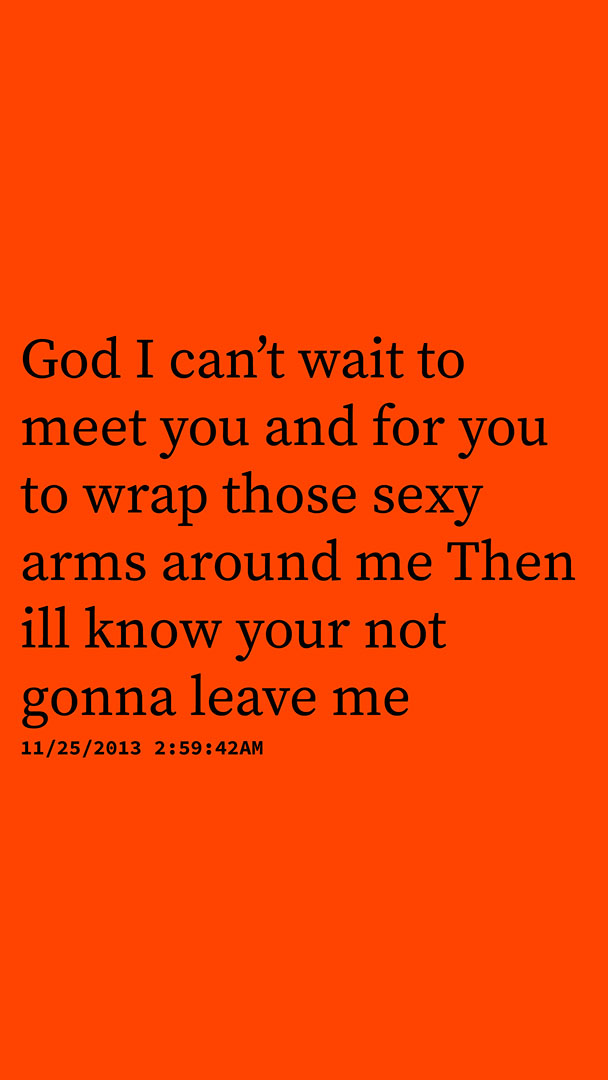 God I can’t wait to
meet you and for you
to wrap those sexy
arms around me Then
ill know your not
gonna leave me
11/25/2013 2:59:42AM